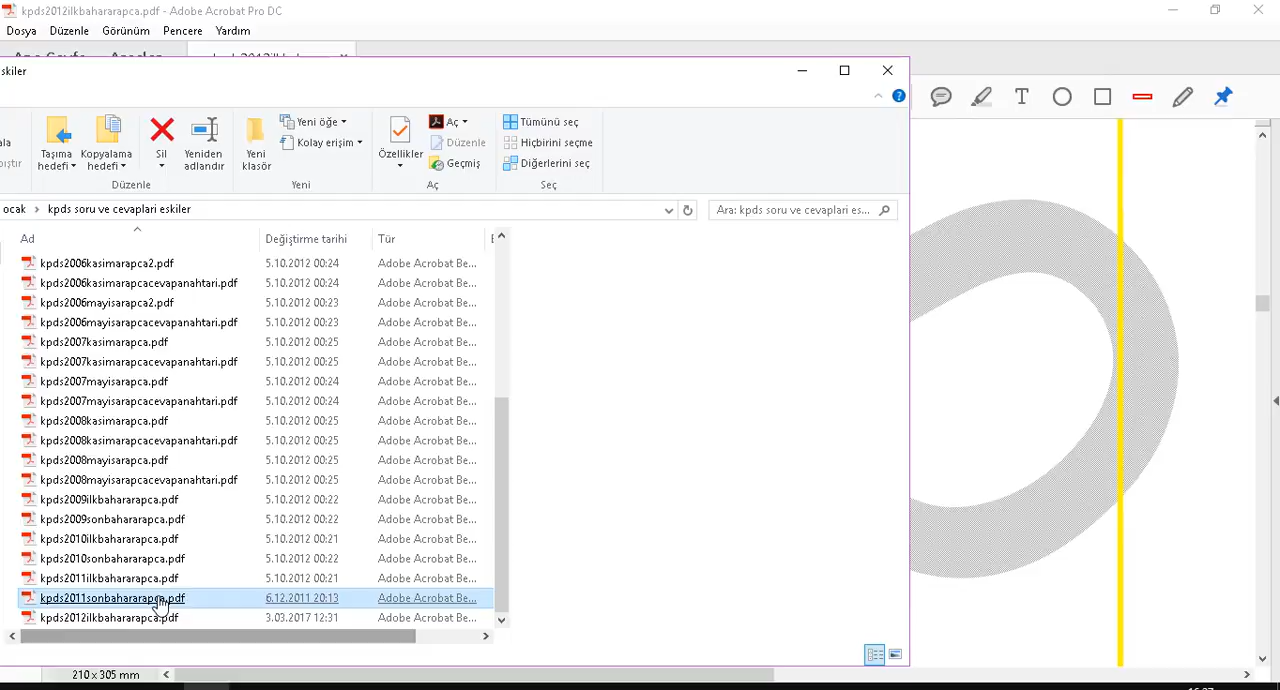 kpds2012ilkbahararapca.pdf - Adobe Acrobat Pro DC
Dosya Düzenle Görünüm Pencere Yardım
skiler
Taşıma hedefi
Kopyalama hedefi
Sil
Yeniden adlandır
Düzenle
Yeni klasör
Yeni öğe
Kolay erişim
Yeni
Özellikler
Aç
Düzenle
Geçmiş
Aç
Tümünü seç
Hiçbirini seçme
Diğerlerini seç
Seç
ocak > kpds soru ve cevaplari eskiler
Ara: kpds soru ve cevaplari es...
Ad Değiştirme tarihi Tür
kpds2006kasimarapca2.pdf 5.10.2012 00:24 Adobe Acrobat Be...
kpds2006kasimarapcacevapanahtari.pdf 5.10.2012 00:24 Adobe Acrobat Be...
kpds2006mayisarapca2.pdf 5.10.2012 00:23 Adobe Acrobat Be...
kpds2006mayisarapcacevapanahtari.pdf 5.10.2012 00:23 Adobe Acrobat Be...
kpds2007kasimarapca.pdf 5.10.2012 00:25 Adobe Acrobat Be...
kpds2007kasimarapcacevapanahtari.pdf 5.10.2012 00:25 Adobe Acrobat Be...
kpds2007mayisarapca.pdf 5.10.2012 00:24 Adobe Acrobat Be...
kpds2007mayisarapcacevapanahtari.pdf 5.10.2012 00:24 Adobe Acrobat Be...
kpds2008kasimarapca.pdf 5.10.2012 00:25 Adobe Acrobat Be...
kpds2008kasimarapcacevapanahtari.pdf 5.10.2012 00:25 Adobe Acrobat Be...
kpds2008mayisarapca.pdf 5.10.2012 00:25 Adobe Acrobat Be...
kpds2008mayisarapcacevapanahtari.pdf 5.10.2012 00:25 Adobe Acrobat Be...
kpds2009ilkbahararapca.pdf 5.10.2012 00:22 Adobe Acrobat Be...
kpds2009sonbahararapca.pdf 5.10.2012 00:22 Adobe Acrobat Be...
kpds2010ilkbahararapca.pdf 5.10.2012 00:21 Adobe Acrobat Be...
kpds2010sonbahararapca.pdf 5.10.2012 00:22 Adobe Acrobat Be...
kpds2011ilkbahararapca.pdf 5.10.2012 00:21 Adobe Acrobat Be...
kpds2011sonbahararapca.pdf 6.12.2011 20:13 Adobe Acrobat Be...
kpds2012ilkbahararapca.pdf 3.03.2017 12:31 Adobe Acrobat Be...
210 x 305 mm